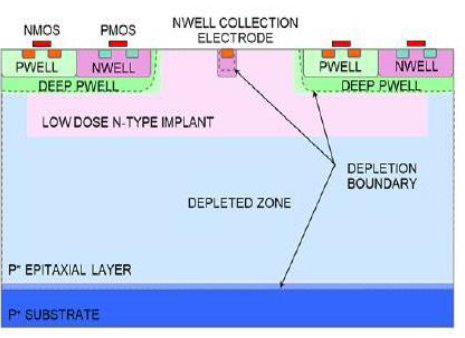 NMOS
PMOS
NWELL COLLECTION
ELECTRODE
PWELL
NWELL
DEEP PWELL
PWELL
NWELL
DEEP PWELL
LOW DOSE N-TYPE IMPLANT
DEPLETION
BOUNDARY
DEPLETED ZONE
P⁻ EPITAXIAL LAYER
P⁺ SUBSTRATE